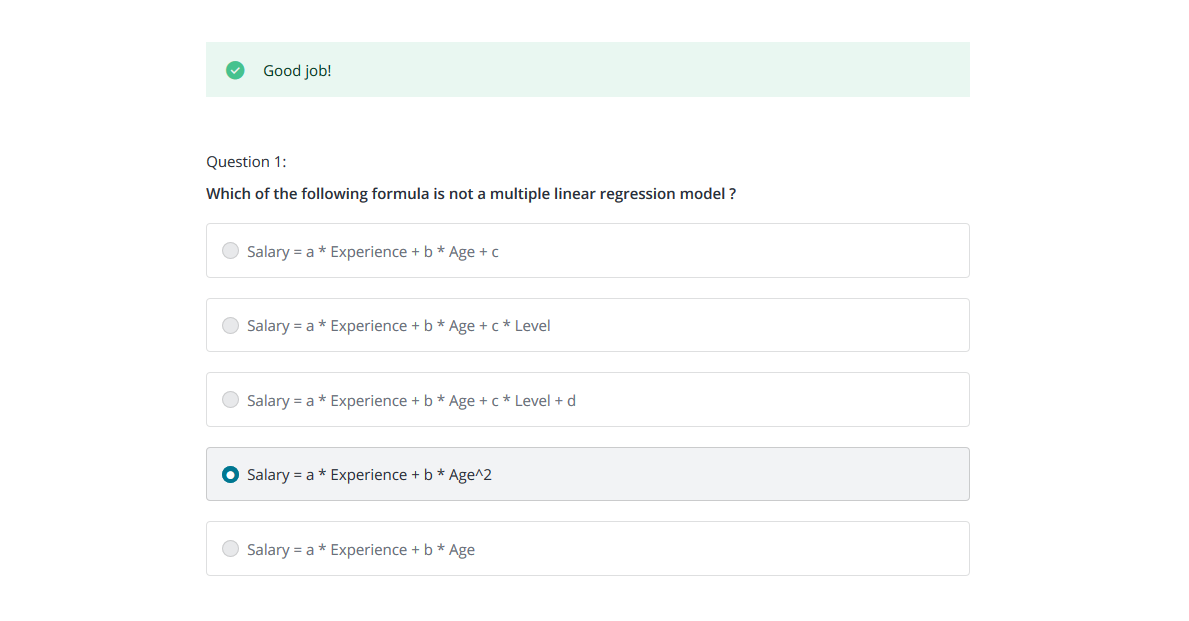 Good job!
Question 1:
Which of the following formula is not a multiple linear regression model ?
Salary = a * Experience + b * Age + c
Salary = a * Experience + b * Age + c * Level
Salary = a * Experience + b * Age + c * Level + d
Salary = a * Experience + b * Age^2
Salary = a * Experience + b * Age